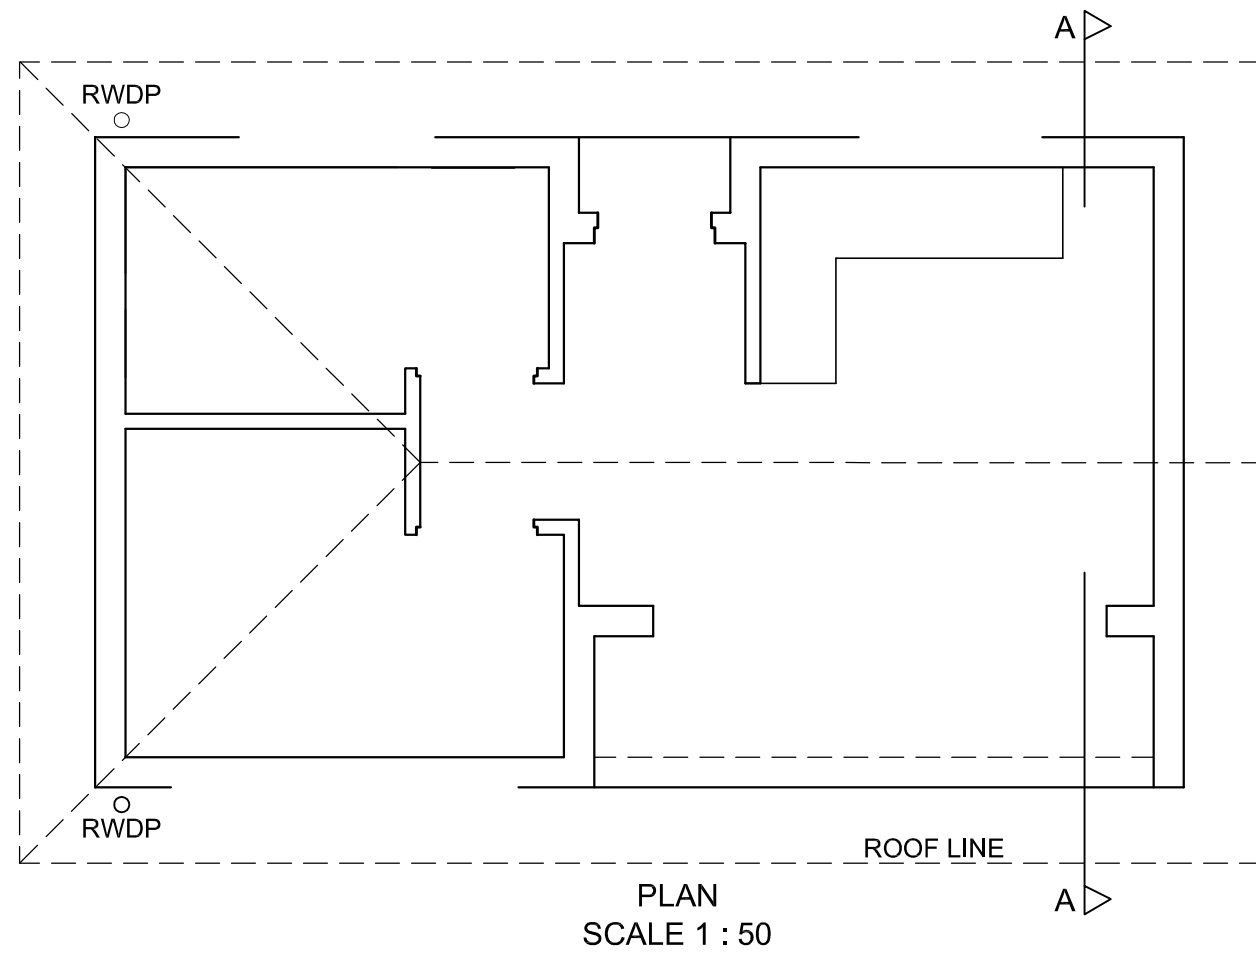 A
RWDP
RWDP
ROOF LINE
PLAN
A
SCALE 1 : 50